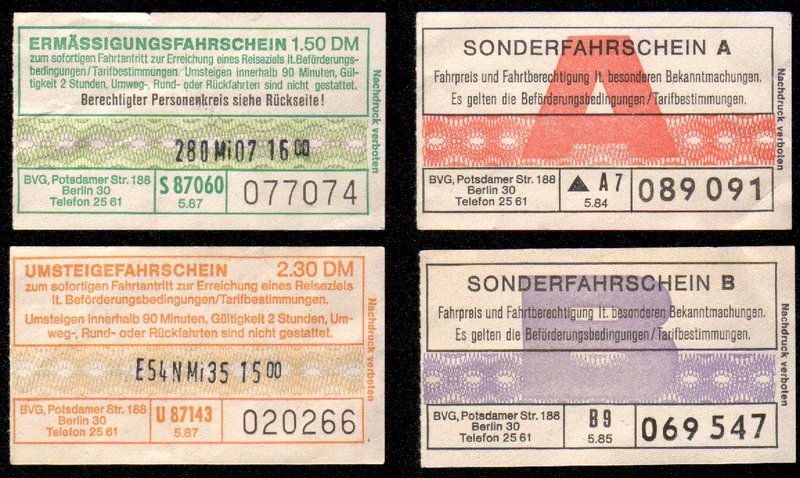 ERMÄSSIGUNGSFAHRSCHEIN 1.50 DM
zum sofortigen Fahrtantritt zur Erreichung eines Reiseziels lt.Beförderungs-
bedingungen/Tarifbestimmungen. Umsteigen innerhalb 90 Minuten, Gül-
tigkeit 2 Stunden, Umweg-, Rund- oder Rückfahrten sind nicht gestattet.
Berechtigter Personenkreis siehe Rückseite!
280Mi07 16 00
BVG, Potsdamer Str. 188
Berlin 30
Telefon 25 61
S 87060
5.87
077074
Nachdruck verboten
SONDERFAHRSCHEIN A
Fahrpreis und Fahrtberechtigung lt. besonderen Bekanntmachungen.
Es gelten die Beförderungsbedingungen/Tarifbestimmungen.
A
BVG, Potsdamer Str. 188
Berlin 30
Telefon 25 61
A 7
5.84
089 091
Nachdruck verboten
UMSTEIGEFAHRSCHEIN 2.30 DM
zum sofortigen Fahrtantritt zur Erreichung eines Reiseziels
lt. Beförderungsbedingungen/Tarifbestimmungen.
Umsteigen innerhalb 90 Minuten, Gültigkeit 2 Stunden, Um-
weg-, Rund- oder Rückfahrten sind nicht gestattet.
E54NMi35 15 00
BVG, Potsdamer Str. 188
Berlin 30
Telefon 25 61
U 87143
5.87
020266
Nachdruck verboten
SONDERFAHRSCHEIN B
Fahrpreis und Fahrtberechtigung lt. besonderen Bekanntmachungen.
Es gelten die Beförderungsbedingungen/Tarifbestimmungen.
B
BVG, Potsdamer Str. 188
Berlin 30
Telefon 25 61
B 9
5.85
069 547
Nachdruck verboten